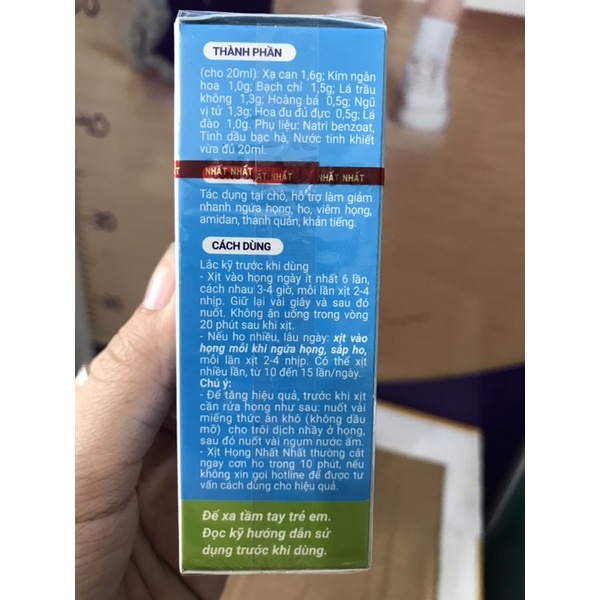 THÀNH PHẦN
(cho 20ml): Xạ can 1,6g; Kim ngân
hoa 1,0g; Bạch chỉ 1,5g; Lá trầu
không 1,3g; Hoàng bá 0,5g; Ngũ
vị tử 1,3g; Hoa đu đủ đực 0,5g; Lá
đào 1,0g. Phụ liệu: Natri benzoat,
Tinh dầu bạc hà, Nước tinh khiết
vừa đủ 20ml.
NHẤT NHẤT NHẤT NHẤT NHẤT
Tác dụng tại chỗ, hỗ trợ làm giảm
nhanh ngứa họng, ho, viêm họng,
amidan, thanh quản, khản tiếng.
CÁCH DÙNG
Lắc kỹ trước khi dùng
- Xịt vào họng ngày ít nhất 6 lần,
cách nhau 3-4 giờ, mỗi lần xịt 2-4
nhịp. Giữ lại vài giây và sau đó
nuốt. Không ăn uống trong vòng
20 phút sau khi xịt.
- Nếu ho nhiều, lâu ngày: xịt vào
họng mỗi khi ngứa họng, sắp ho,
mỗi lần xịt 2-4 nhịp. Có thể xịt
nhiều lần, từ 10 đến 15 lần/ngày.
Chú ý:
- Để tăng hiệu quả, trước khi xịt
cần rửa họng như sau: nuốt vài
miếng thức ăn khô (không dầu
mỡ) cho trôi dịch nhầy ở họng,
sau đó nuốt vài ngụm nước ấm.
- Xịt Họng Nhất Nhất thường cắt
ngay cơn ho trong 10 phút, nếu
không xin gọi hotline để được tư
vấn cách dùng cho hiệu quả.
Để xa tầm tay trẻ em.
Đọc kỹ hướng dẫn sử
dụng trước khi dùng.